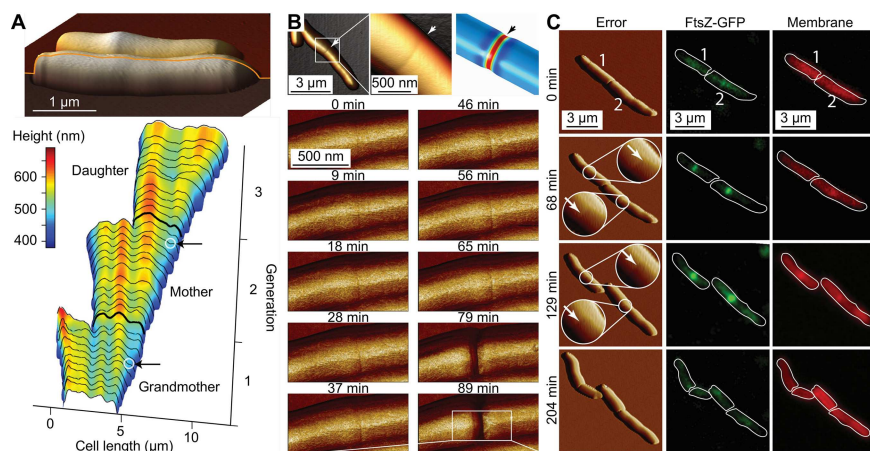 A
1 µm
Height (nm)
600
500
400
Daughter
Mother
Grandmother
3
2
1
Generation
0
5
10
Cell length (µm)
B
3 µm
500 nm
0 min
46 min
500 nm
9 min
56 min
18 min
65 min
28 min
79 min
37 min
89 min
C
Error
FtsZ-GFP
Membrane
0 min
1
2
3 µm
1
2
3 µm
1
2
3 µm
68 min
129 min
204 min